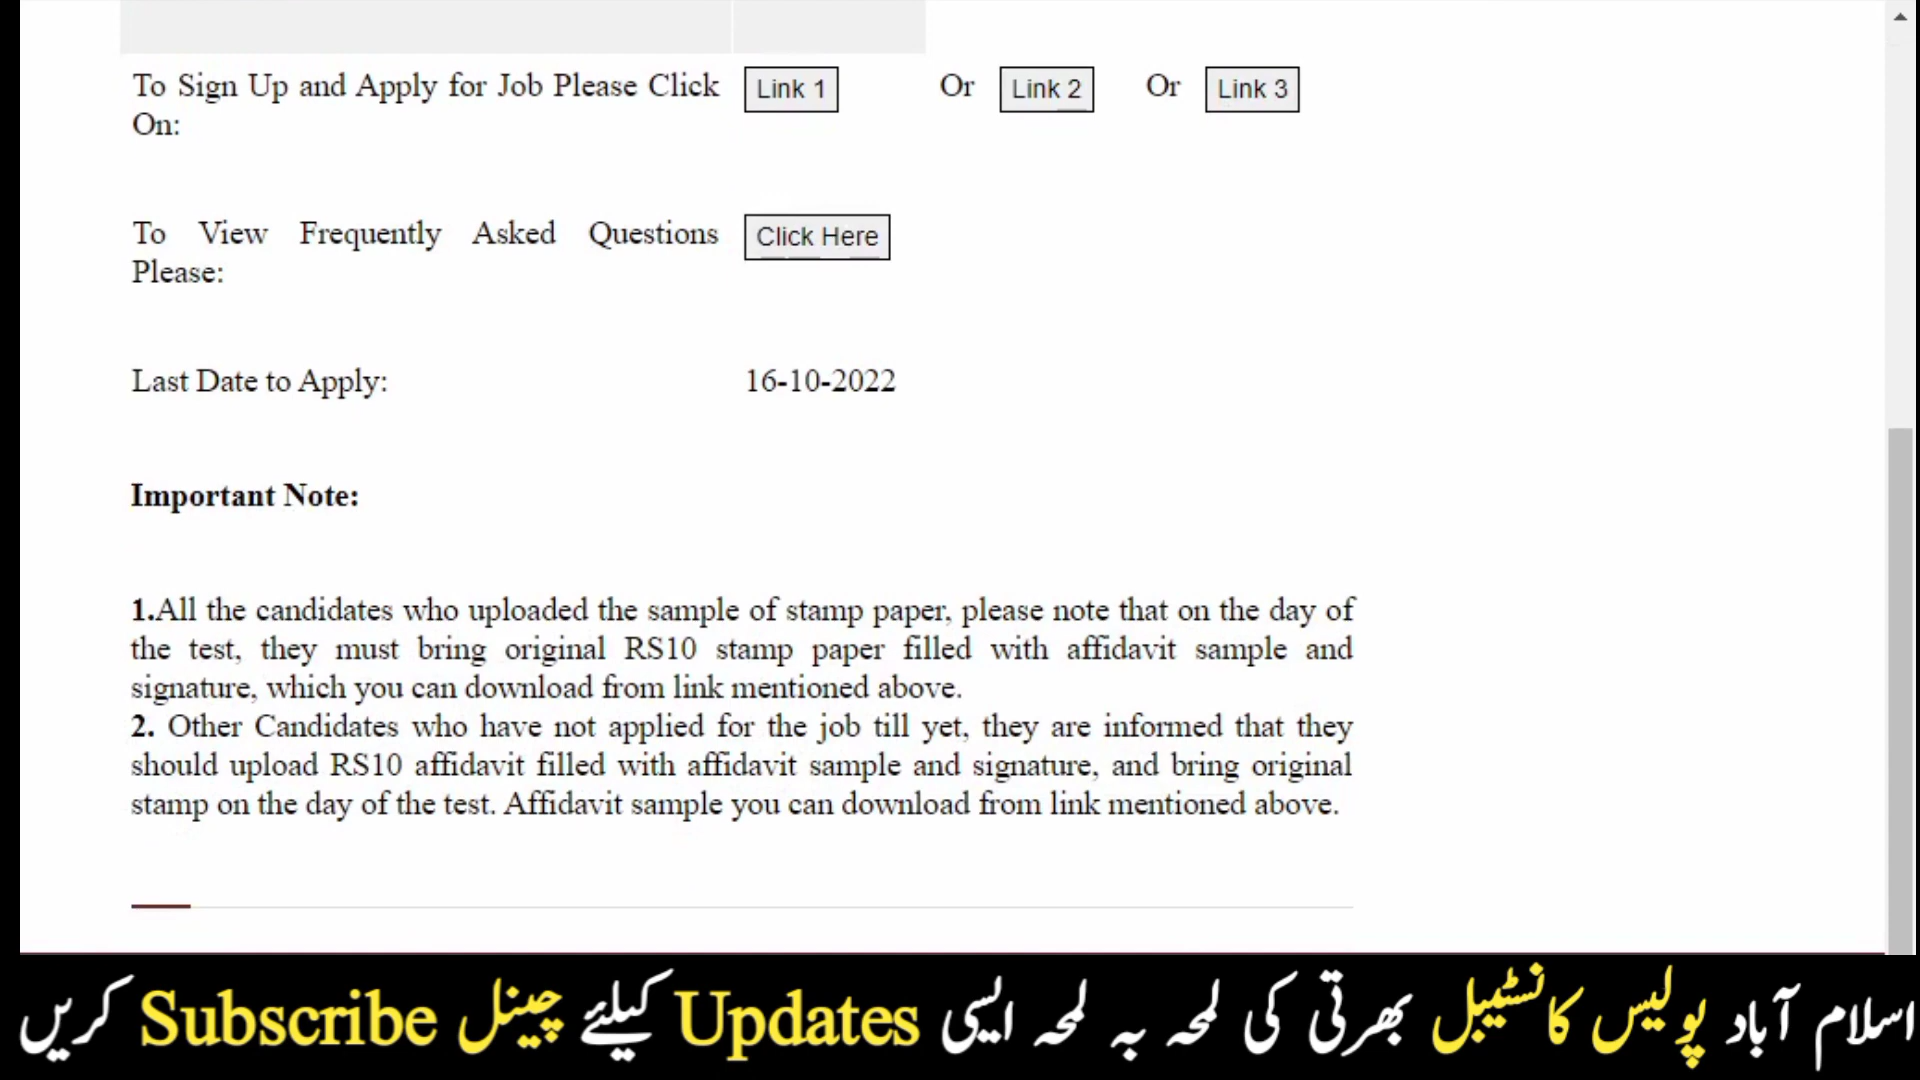 To Sign Up and Apply for Job Please Click On: Link 1 Or Link 2 Or Link 3
To View Frequently Asked Questions Please: Click Here
Last Date to Apply: 16-10-2022
Important Note:
1.All the candidates who uploaded the sample of stamp paper, please note that on the day of
the test, they must bring original RS10 stamp paper filled with affidavit sample and
signature, which you can download from link mentioned above.
2. Other Candidates who have not applied for the job till yet, they are informed that they
should upload RS10 affidavit filled with affidavit sample and signature, and bring original
stamp on the day of the test. Affidavit sample you can download from link mentioned above.
اسلام آباد پولیس کانسٹیبل بھرتی کی لمحہ بہ لمحہ ایسی Updates کیلئے چینل Subscribe کریں